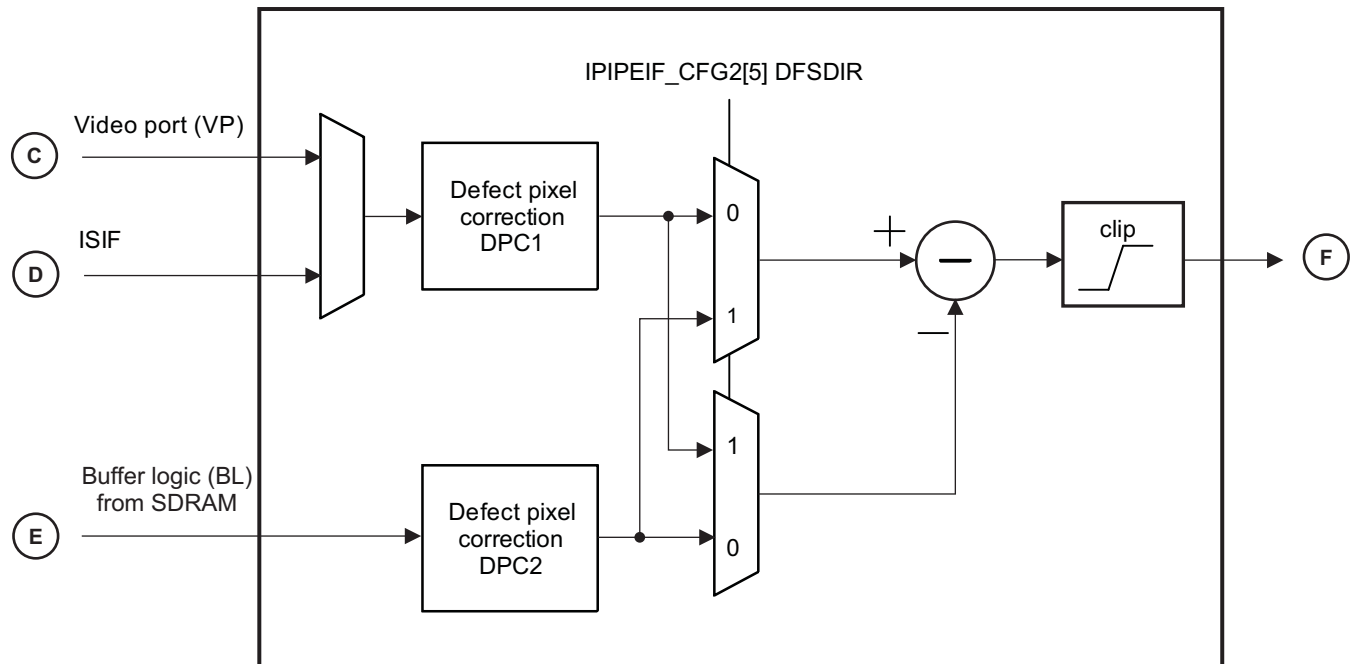 IPIPEIF_CFG2[5] DFSDIR
Video port (VP)
C
Defect pixel
correction
DPC1
0
+
clip
ISIF
D
−
F
1
−
Buffer logic (BL)
from SDRAM
1
E
Defect pixel
correction
DPC2
0